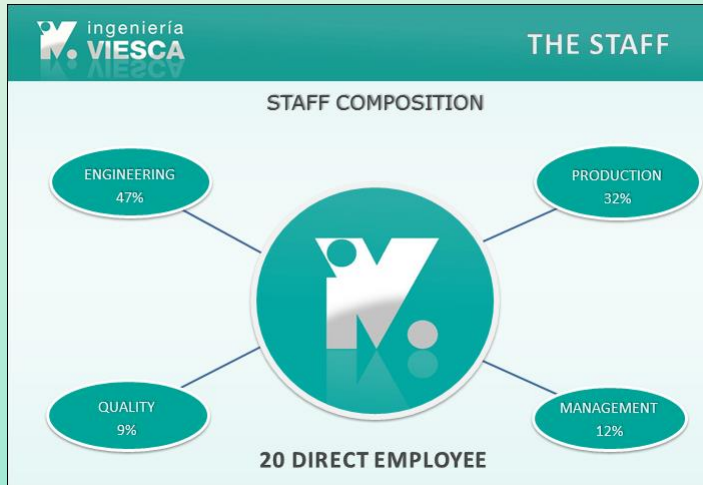 ingeniería
VIESCA
THE STAFF
STAFF COMPOSITION
ENGINEERING
47%
PRODUCTION
32%
QUALITY
9%
MANAGEMENT
12%
20 DIRECT EMPLOYEE